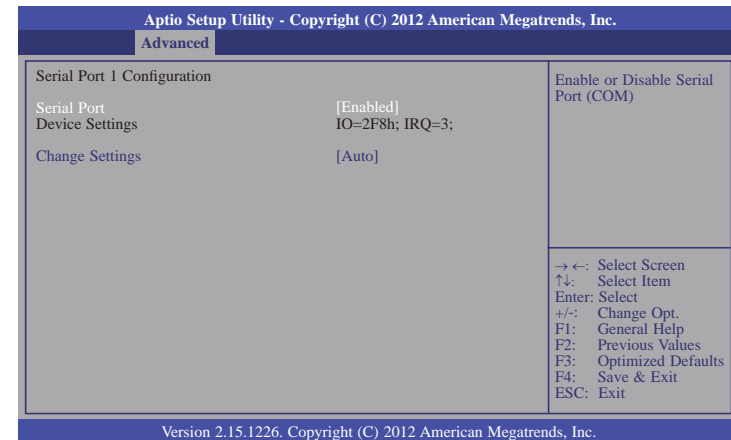 Aptio Setup Utility - Copyright (C) 2012 American Megatrends, Inc.
Advanced
Serial Port 1 Configuration
Serial Port [Enabled]
Device Settings IO=2F8h; IRQ=3;
Change Settings [Auto]
Enable or Disable Serial
Port (COM)
→←: Select Screen
↑↓: Select Item
Enter: Select
+/-: Change Opt.
F1: General Help
F2: Previous Values
F3: Optimized Defaults
F4: Save & Exit
ESC: Exit
Version 2.15.1226. Copyright (C) 2012 American Megatrends, Inc.